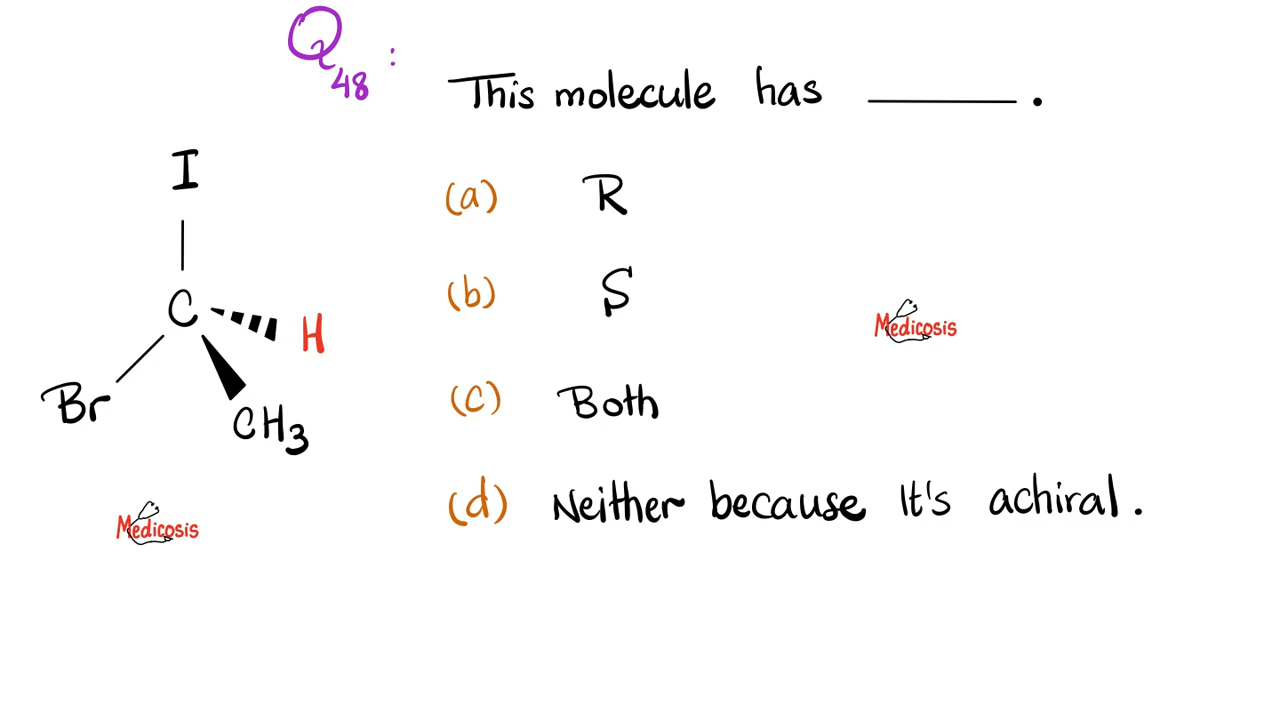 Q48:
This molecule has ______.
I
(a) R
C
H
(b) S
Medicosis
Br
CH3
(c) Both
(d) Neither because It's achiral.
Medicosis